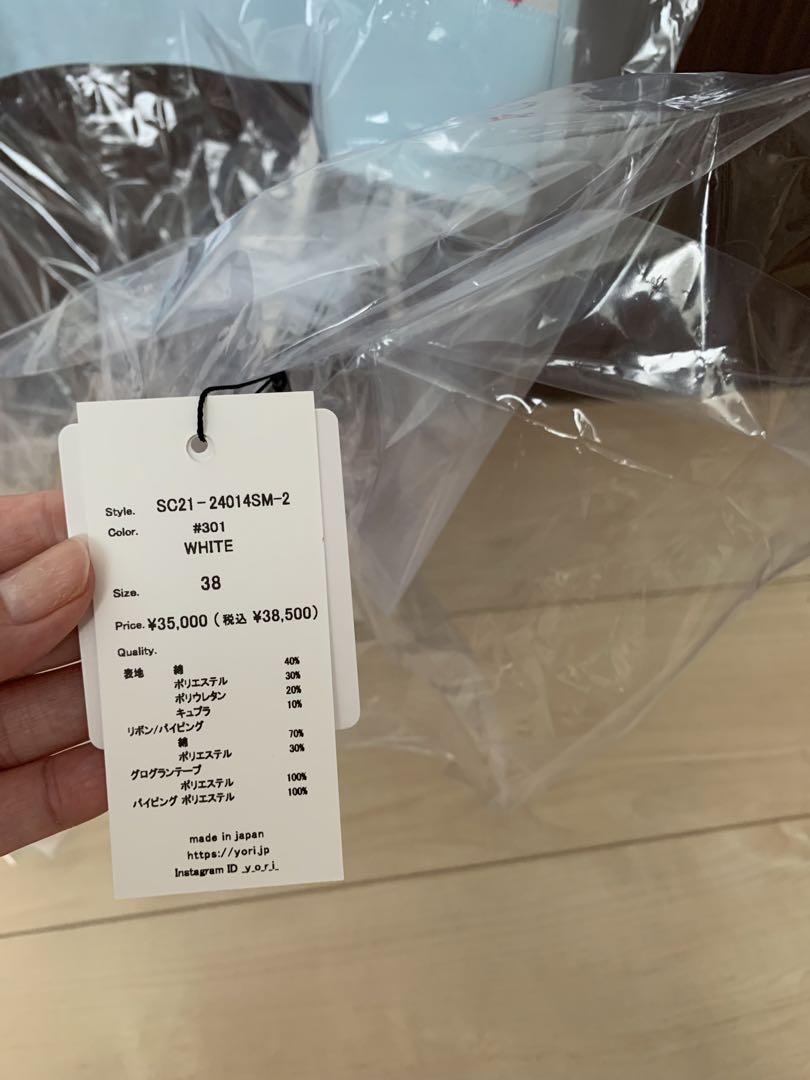 Style. SC21-24014SM-2
Color. #301
WHITE
Size. 38
Price. ¥35,000 (税込 ¥38,500)
Quality.
表地 綿 40%
ポリエステル 30%
ポリウレタン 20%
キュプラ 10%
リボン/パイピング
綿 70%
ポリエステル 30%
グログランテープ
ポリエステル 100%
パイピング ポリエステル 100%
made in japan
https://yori.jp
Instagram ID _y_o_r_i_